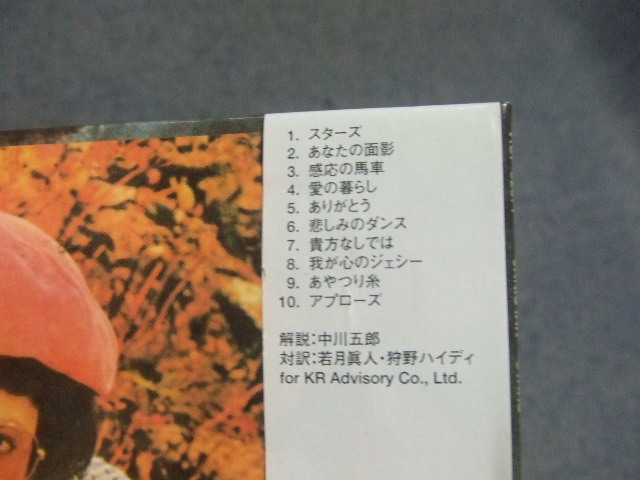 1. スターズ
2. あなたの面影
3. 感応の馬車
4. 愛の暮らし
5. ありがとう
6. 悲しみのダンス
7. 貴方なしでは
8. 我が心のジェシー
9. あやつり糸
10. アプローズ
解説:中川五郎
対訳:若月眞人・狩野ハイディ
for KR Advisory Co., Ltd.